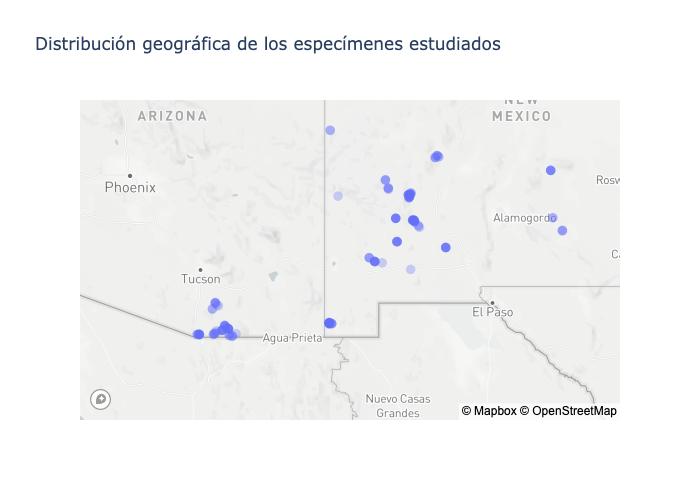 Distribución geográfica de los especímenes estudiados
NEW
ARIZONA
MEXICO
Phoenix
Rosw
Alamogordo
Tucson
El Paso
Agua Prieta
Nuevo Casas
Grandes
© Mapbox © OpenStreetMap